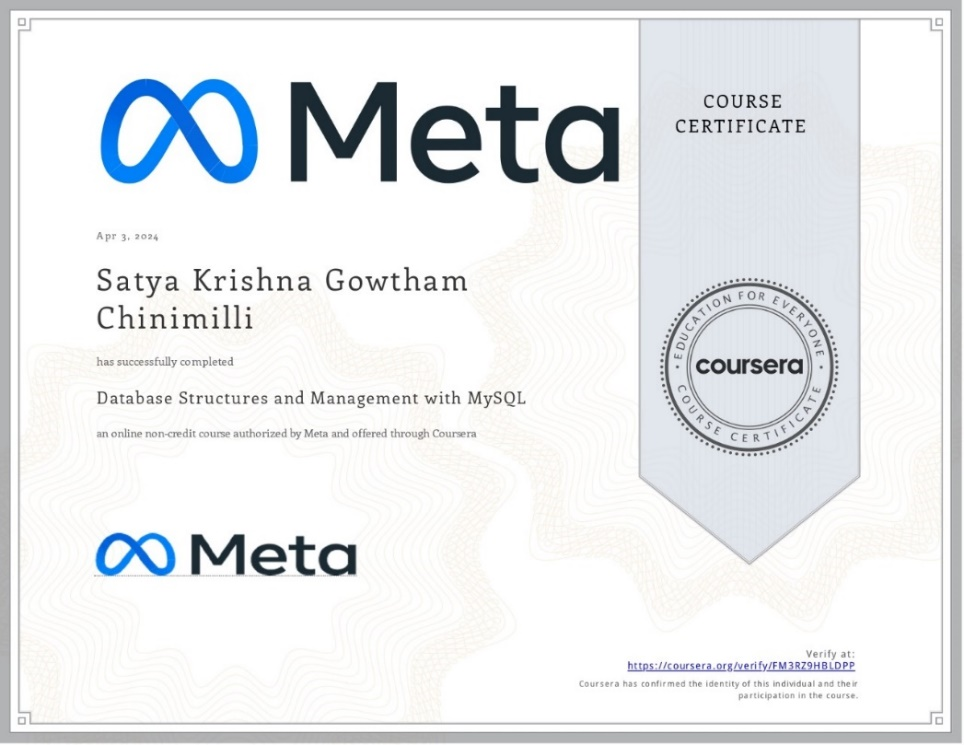 Meta
COURSE
CERTIFICATE
Apr 3, 2024
Satya Krishna Gowtham
Chinimilli
has successfully completed
Database Structures and Management with MySQL
an online non-credit course authorized by Meta and offered through Coursera
EDUCATION FOR EVERYONE
coursera
COURSE CERTIFICATE
Meta
Verify at:
https://coursera.org/verify/FM3RZ9HBLDPP
Coursera has confirmed the identity of this individual and their
participation in the course.